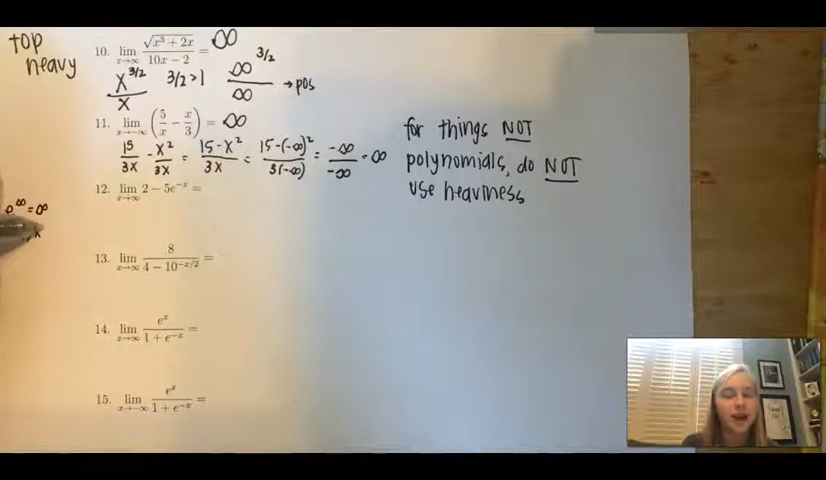 top
heavy
10. lim x→∞ √(x³ + 2x) / (10x − 2) = ∞
x^{3/2} / x 3/2 > 1 ∞^{3/2} / ∞ → pos
11. lim x→−∞ (5/x − x/3) = ∞
15/3x − x²/3x = (15 − x²)/3x = (15 − (−∞)²)/3(−∞) = −∞/−∞ = ∞
for things NOT
polynomials, do NOT
use heaviness
12. lim x→∞ 2 − 5e^{−x} =
e^∞ = ∞
13. lim x→∞ 8 / (4 − 10^{−x/2}) =
14. lim x→∞ e^x / (1 + e^{−x}) =
15. lim x→−∞ e^x / (1 + e^{−x}) =